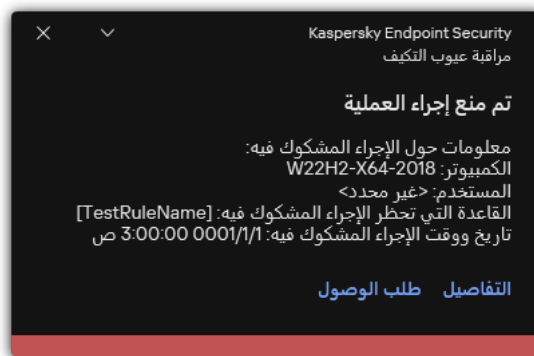 Kaspersky Endpoint Security
مراقبة عيوب التكيف
تم منع إجراء العملية
معلومات حول الإجراء المشكوك فيه:
الكمبيوتر: W22H2-X64-2018
المستخدم: <غير محدد>
القاعدة التي تحظر الإجراء المشكوك فيه: [TestRuleName]
تاريخ ووقت الإجراء المشكوك فيه: 0001/1/1 3:00:00 ص
التفاصيل طلب الوصول